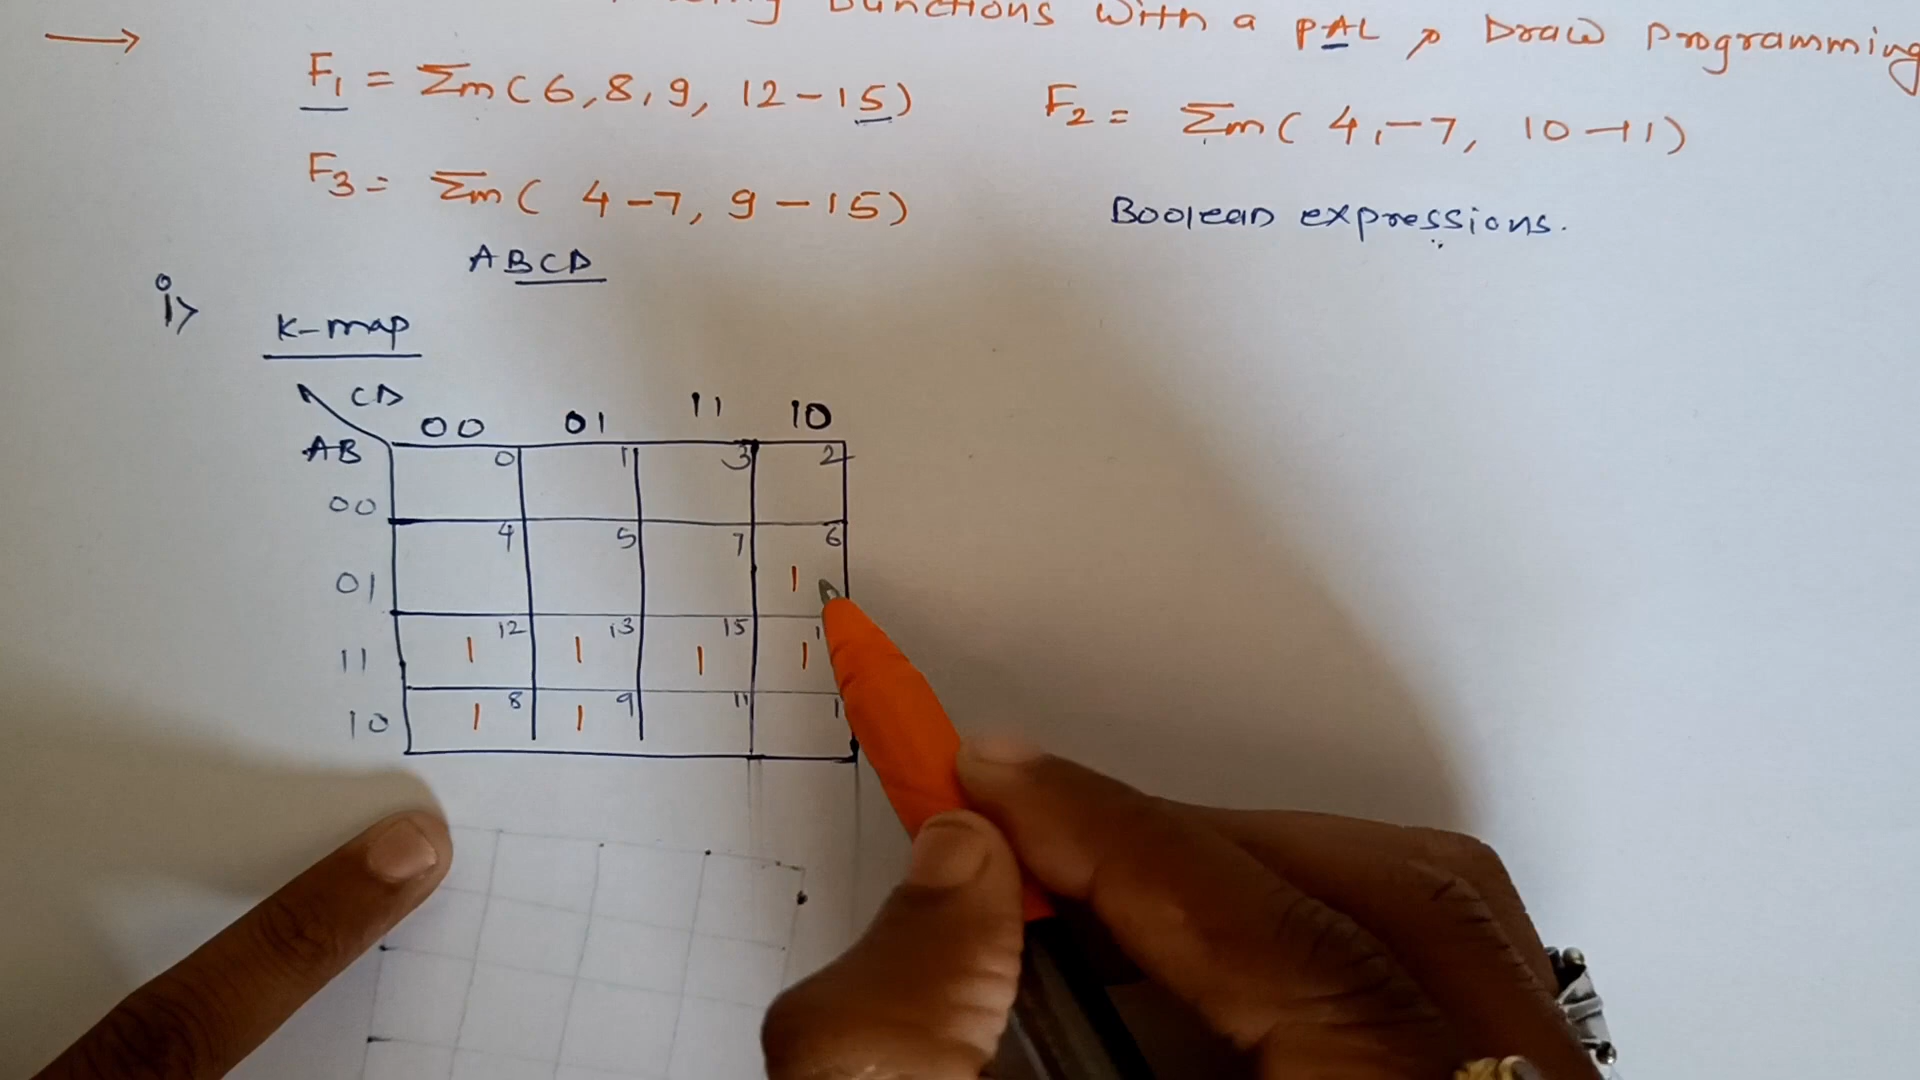 Functions with a PAL, Draw Programming
F1 = Σm(6,8,9, 12-15)
F2 = Σm(4,-7, 10-11)
F3 = Σm(4-7, 9-15)
Boolean expressions.
ABCD
i>
K-map
CD
00 01 11 10
AB
0 1 3 2
00
4 5 7 6
01 1
12 13 15 1
11 1 1 1 1
8 9 11 1
10 1 1